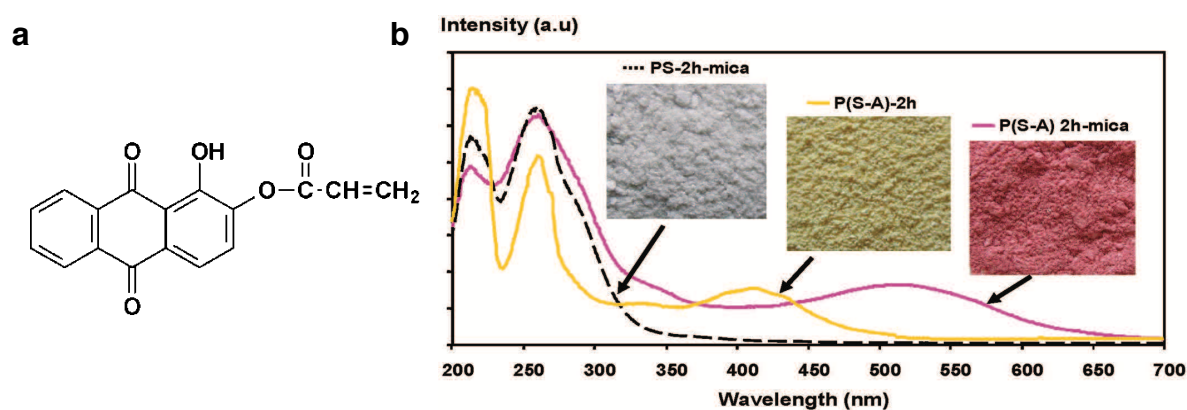 a
O
OH
O
O-C-CH=CH₂
O
b
Intensity (a.u)
PS-2h-mica
P(S-A)-2h
P(S-A) 2h-mica
200 250 300 350 400 450 500 550 600 650 700
Wavelength (nm)